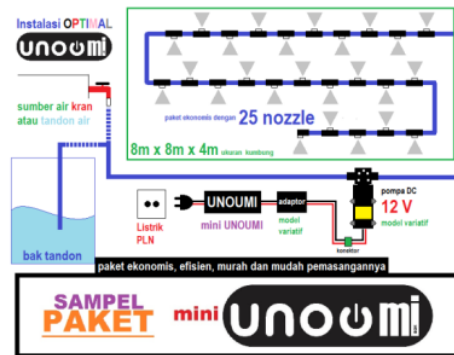 Instalasi OPTIMAL
UNOUMI
sumber air kran
atau tandon air
bak tandon
paket ekonomis dengan 25 nozzle
8m x 8m x 4m ukuran kumbung
Listrik
PLN
UNOUMI
mini UNOUMI
adaptor
model
variatif
konektor
pompa DC
12 V
model variatif
paket ekonomis, efisien, murah dan mudah pemasangannya
SAMPEL
PAKET
mini UNOUMI